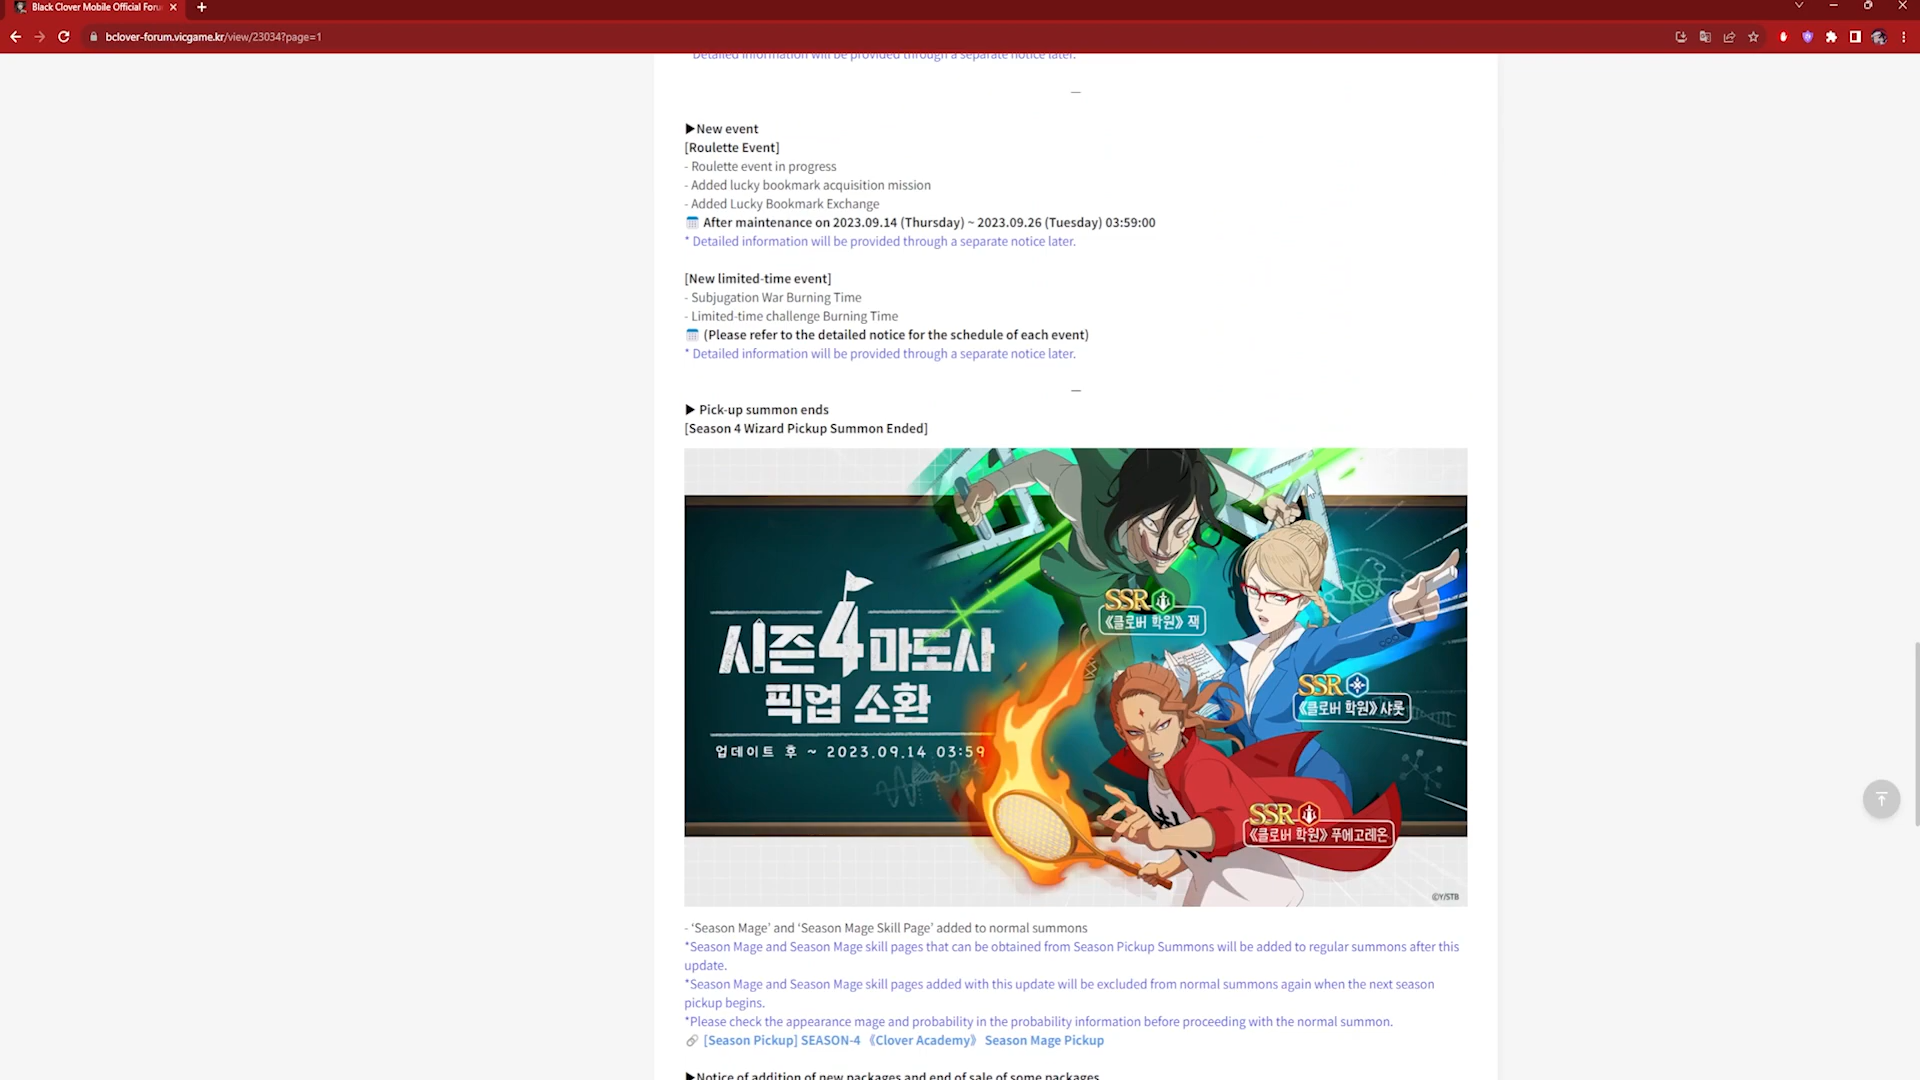 Black Clover Mobile Official Foru
bclover-forum.vicgame.kr/view/23034?page=1
* Detailed information will be provided through a separate notice later.
—
▶New event
[Roulette Event]
- Roulette event in progress
- Added lucky bookmark acquisition mission
- Added Lucky Bookmark Exchange
After maintenance on 2023.09.14 (Thursday) ~ 2023.09.26 (Tuesday) 03:59:00
* Detailed information will be provided through a separate notice later.
[New limited-time event]
- Subjugation War Burning Time
- Limited-time challenge Burning Time
(Please refer to the detailed notice for the schedule of each event)
* Detailed information will be provided through a separate notice later.
—
▶ Pick-up summon ends
[Season 4 Wizard Pickup Summon Ended]
SSR
《클로버 학원》 잭
시즌4 마도사
픽업 소환
SSR
《클로버 학원》 샤롯
업데이트 후 ~ 2023.09.14 03:59
SSR
《클로버 학원》 푸에고레온
©Y/STB
- ‘Season Mage’ and ‘Season Mage Skill Page’ added to normal summons
*Season Mage and Season Mage skill pages that can be obtained from Season Pickup Summons will be added to regular summons after this
update.
*Season Mage and Season Mage skill pages added with this update will be excluded from normal summons again when the next season
pickup begins.
*Please check the appearance mage and probability in the probability information before proceeding with the normal summon.
[Season Pickup] SEASON-4 《Clover Academy》 Season Mage Pickup
▶Notice of addition of new packages and end of sale of some packages